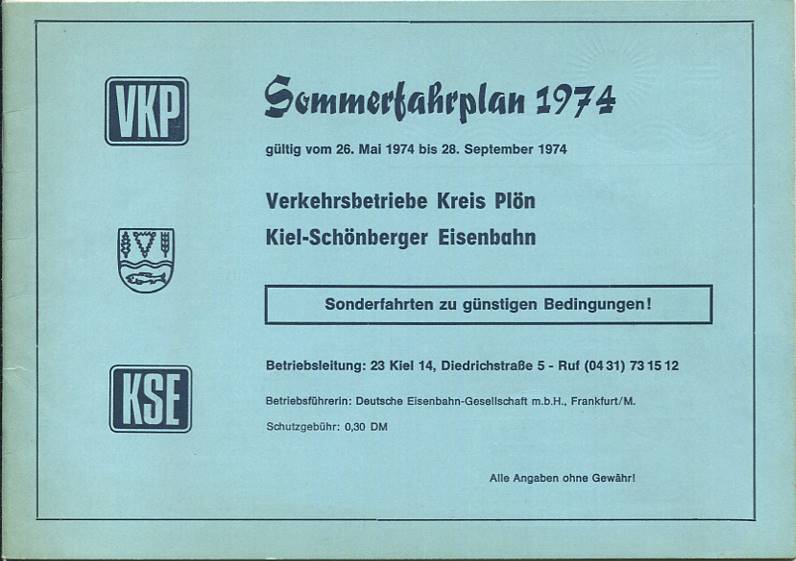 VKP
Sommerfahrplan 1974
gültig vom 26. Mai 1974 bis 28. September 1974
Verkehrsbetriebe Kreis Plön
Kiel-Schönberger Eisenbahn
Sonderfahrten zu günstigen Bedingungen!
KSE
Betriebsleitung: 23 Kiel 14, Diedrichstraße 5 - Ruf (04 31) 73 15 12
Betriebsführerin: Deutsche Eisenbahn-Gesellschaft m.b.H., Frankfurt/M.
Schutzgebühr: 0,30 DM
Alle Angaben ohne Gewähr!